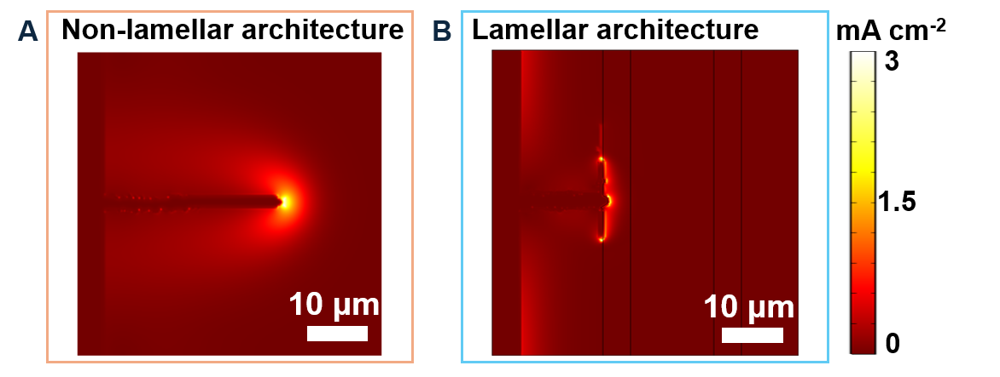 A Non-lamellar architecture
B Lamellar architecture
mA cm-2
3
1.5
0
10 µm
10 µm